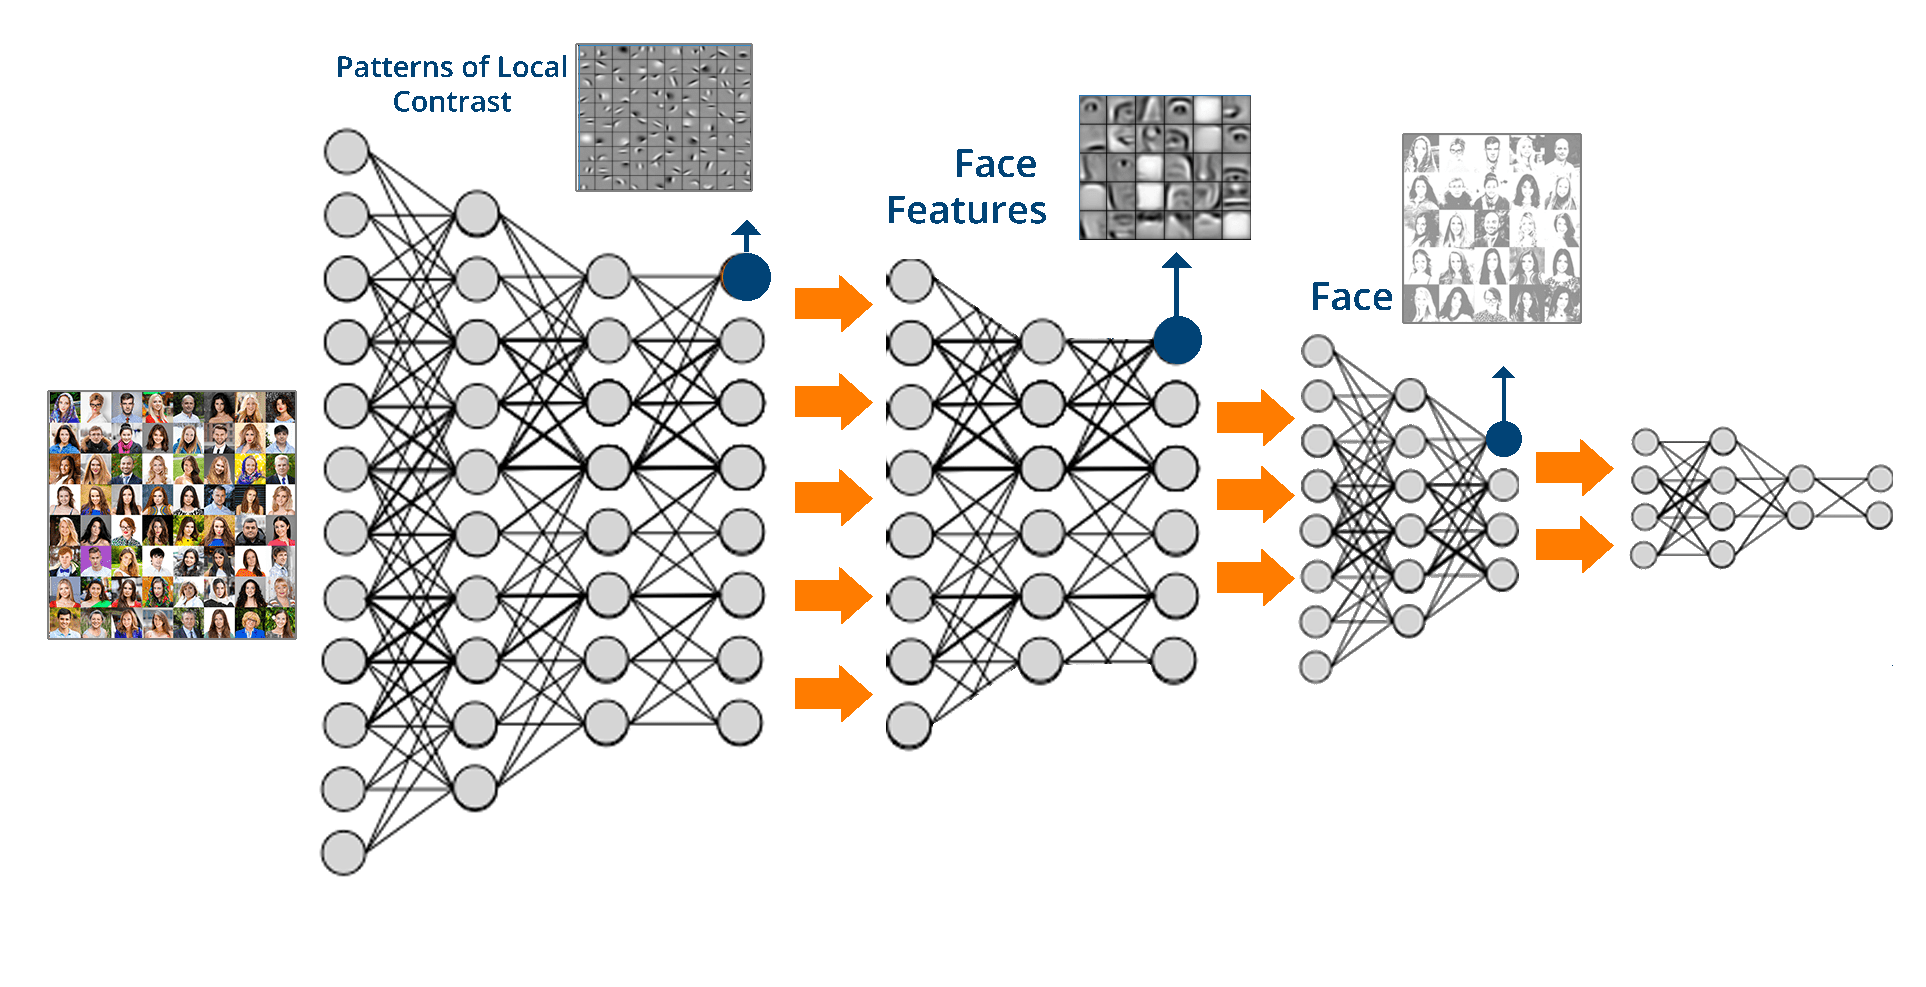 Patterns of Local
Contrast
Face
Features
Face